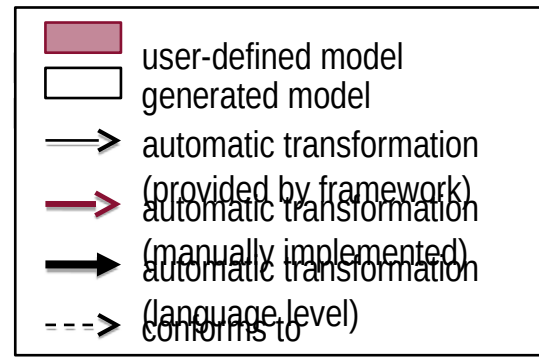 user-defined model
generated model
automatic transformation
(provided by framework)
automatic transformation
(manually implemented)
automatic transformation
(language level)
conforms to